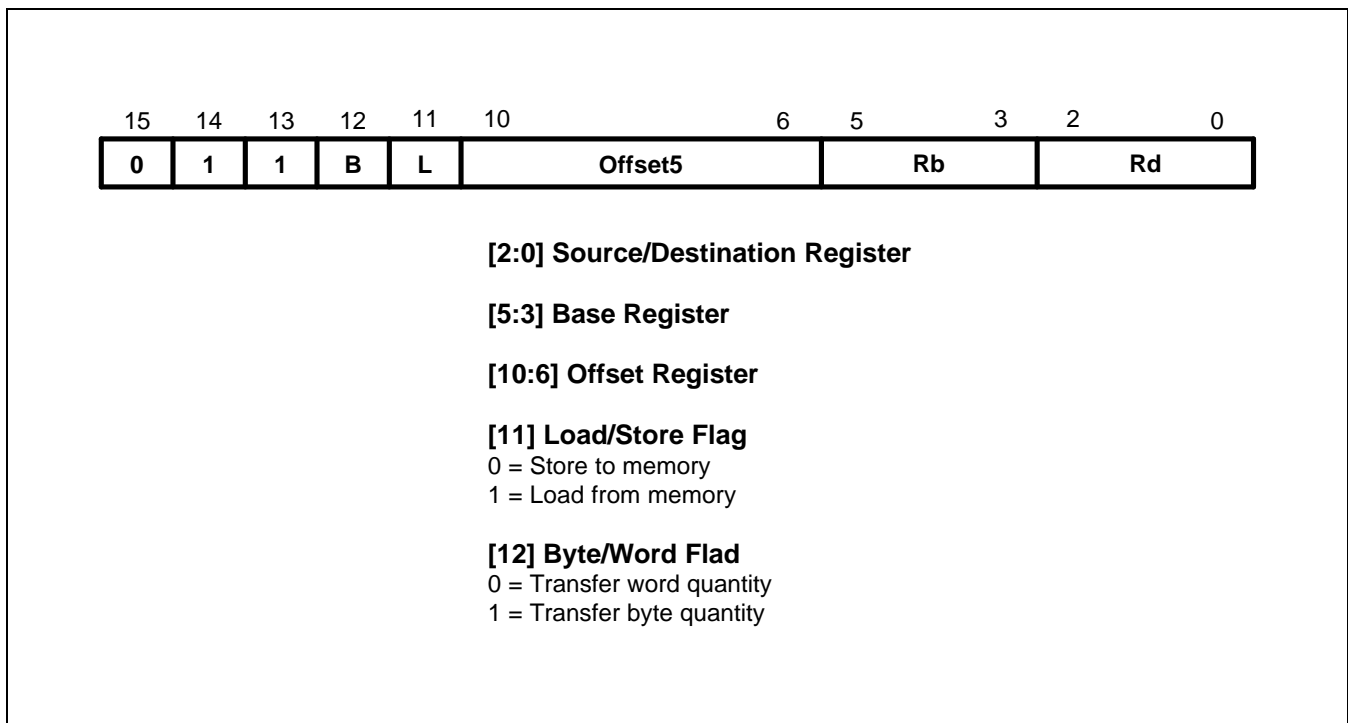 15 14 13 12 11 10 6 5 3 2 0
0 1 1 B L Offset5 Rb Rd
[2:0] Source/Destination Register
[5:3] Base Register
[10:6] Offset Register
[11] Load/Store Flag
0 = Store to memory
1 = Load from memory
[12] Byte/Word Flad
0 = Transfer word quantity
1 = Transfer byte quantity